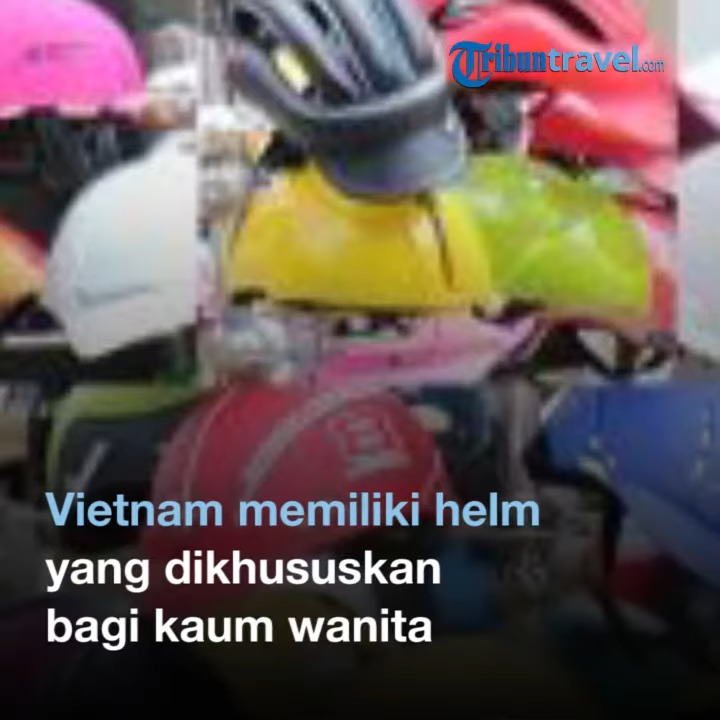 Tribuntravel.com
Vietnam memiliki helm
yang dikhususkan
bagi kaum wanita